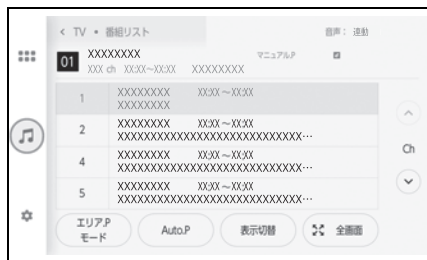 < TV • 番組リスト 音声： 連動
01 XXXXXXXX マニュアルP
XXX ch XX:XX～XX:XX XXXXXXXX
1 XXXXXXXX XX:XX～XX:XX
XXXXXXXX
2 XXXXXXXX XX:XX～XX:XX
XXXXXXXXXXXXXXXXXXXXXXXXXXXX…
4 XXXXXXXX XX:XX～XX:XX
XXXXXXXXXXXXXXXXXXXXXXXXXXXX…
5 XXXXXXXX XX:XX～XX:XX
XXXXXXXXXXXXXXXXXXXXXXXXXXXX…
Ch
エリア.P
モード
Auto.P
表示切替
全画面